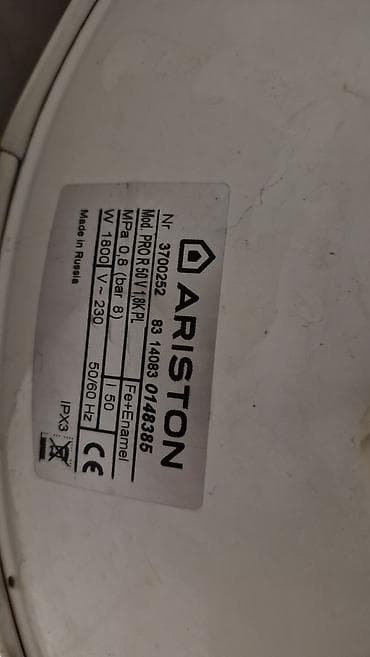 ARISTON
Nr 3700252 83 14083 0148385
Mod. PRO R 50 V 1,8K PL
MPa 0,8 (bar 8) Fe+Enamel
W 1800 V~ 230 l 50
50/60 Hz
CE
IPX3
Made in Russia